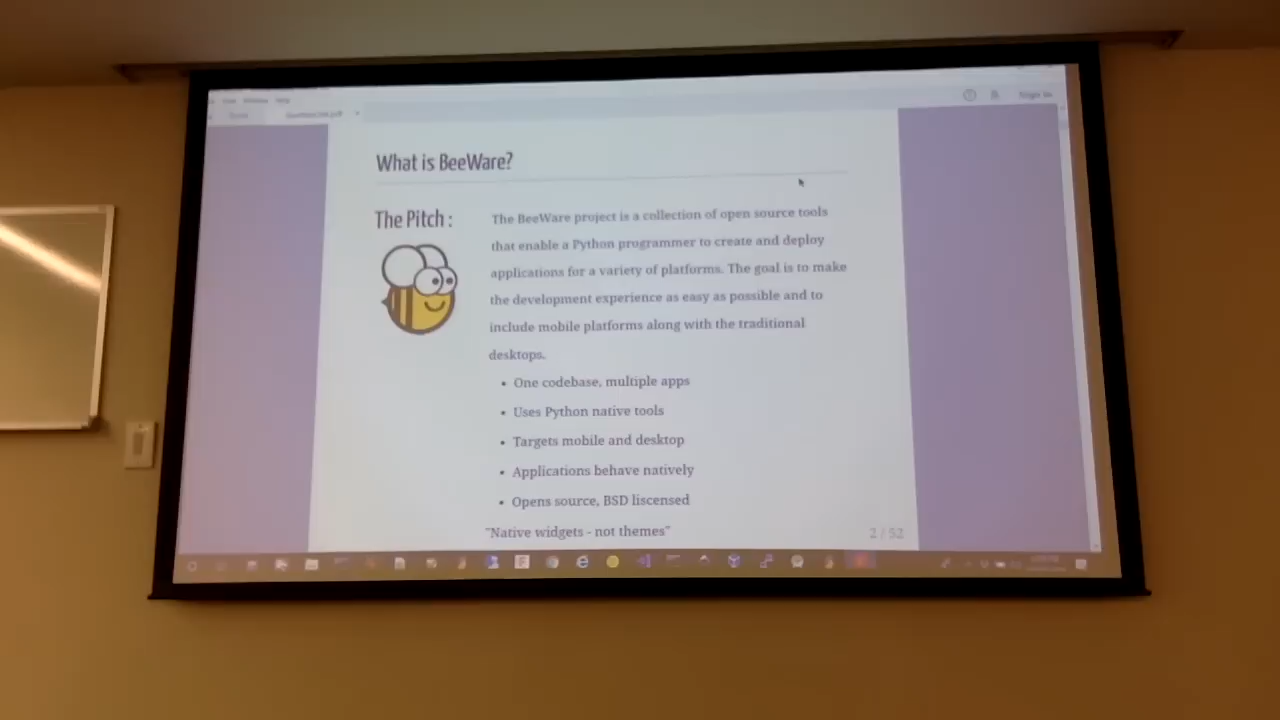 Sign In
What is BeeWare?
The Pitch :
The BeeWare project is a collection of open source tools
that enable a Python programmer to create and deploy
applications for a variety of platforms. The goal is to make
the development experience as easy as possible and to
include mobile platforms along with the traditional
desktops.
• One codebase, multiple apps
• Uses Python native tools
• Targets mobile and desktop
• Applications behave natively
• Opens source, BSD liscensed
"Native widgets - not themes"
2 / 52